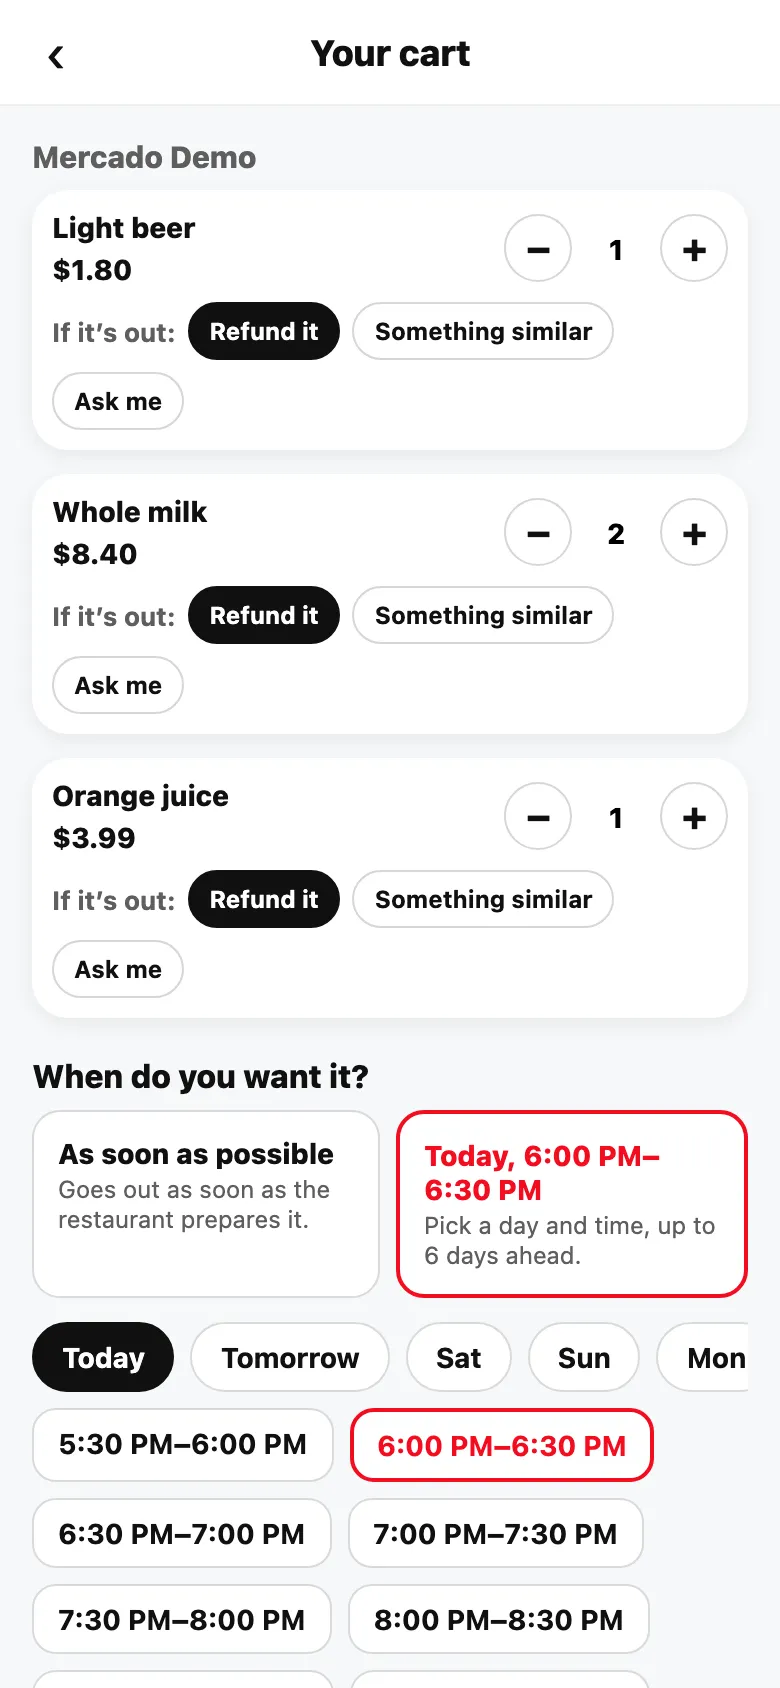 Your cart
Mercado Demo
Light beer
$1.80
1
If it's out: Refund it Something similar
Ask me
Whole milk
$8.40
2
If it's out: Refund it Something similar
Ask me
Orange juice
$3.99
1
If it's out: Refund it Something similar
Ask me
When do you want it?
As soon as possible
Goes out as soon as the
restaurant prepares it.
Today, 6:00 PM–
6:30 PM
Pick a day and time, up to
6 days ahead.
Today Tomorrow Sat Sun Mon
5:30 PM–6:00 PM 6:00 PM–6:30 PM
6:30 PM–7:00 PM 7:00 PM–7:30 PM
7:30 PM–8:00 PM 8:00 PM–8:30 PM